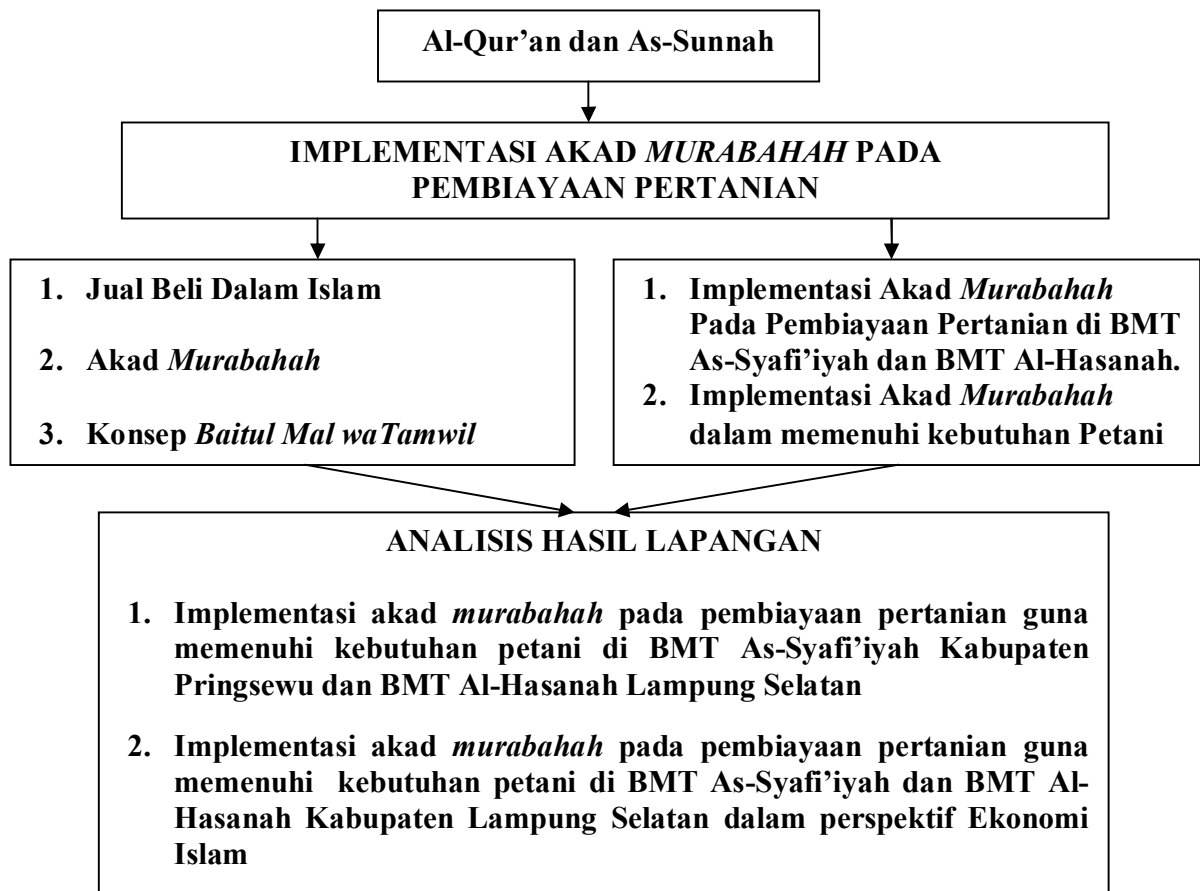 Al-Qur’an dan As-Sunnah
IMPLEMENTASI AKAD MURABAHAH PADA
PEMBIAYAAN PERTANIAN
1. Jual Beli Dalam Islam
2. Akad Murabahah
3. Konsep Baitul Mal waTamwil
1. Implementasi Akad Murabahah
Pada Pembiayaan Pertanian di BMT
As-Syafi’iyah dan BMT Al-Hasanah.
2. Implementasi Akad Murabahah
dalam memenuhi kebutuhan Petani
ANALISIS HASIL LAPANGAN
1. Implementasi akad murabahah pada pembiayaan pertanian guna
memenuhi kebutuhan petani di BMT As-Syafi’iyah Kabupaten
Pringsewu dan BMT Al-Hasanah Lampung Selatan
2. Implementasi akad murabahah pada pembiayaan pertanian guna
memenuhi kebutuhan petani di BMT As-Syafi’iyah dan BMT Al-
Hasanah Kabupaten Lampung Selatan dalam perspektif Ekonomi
Islam